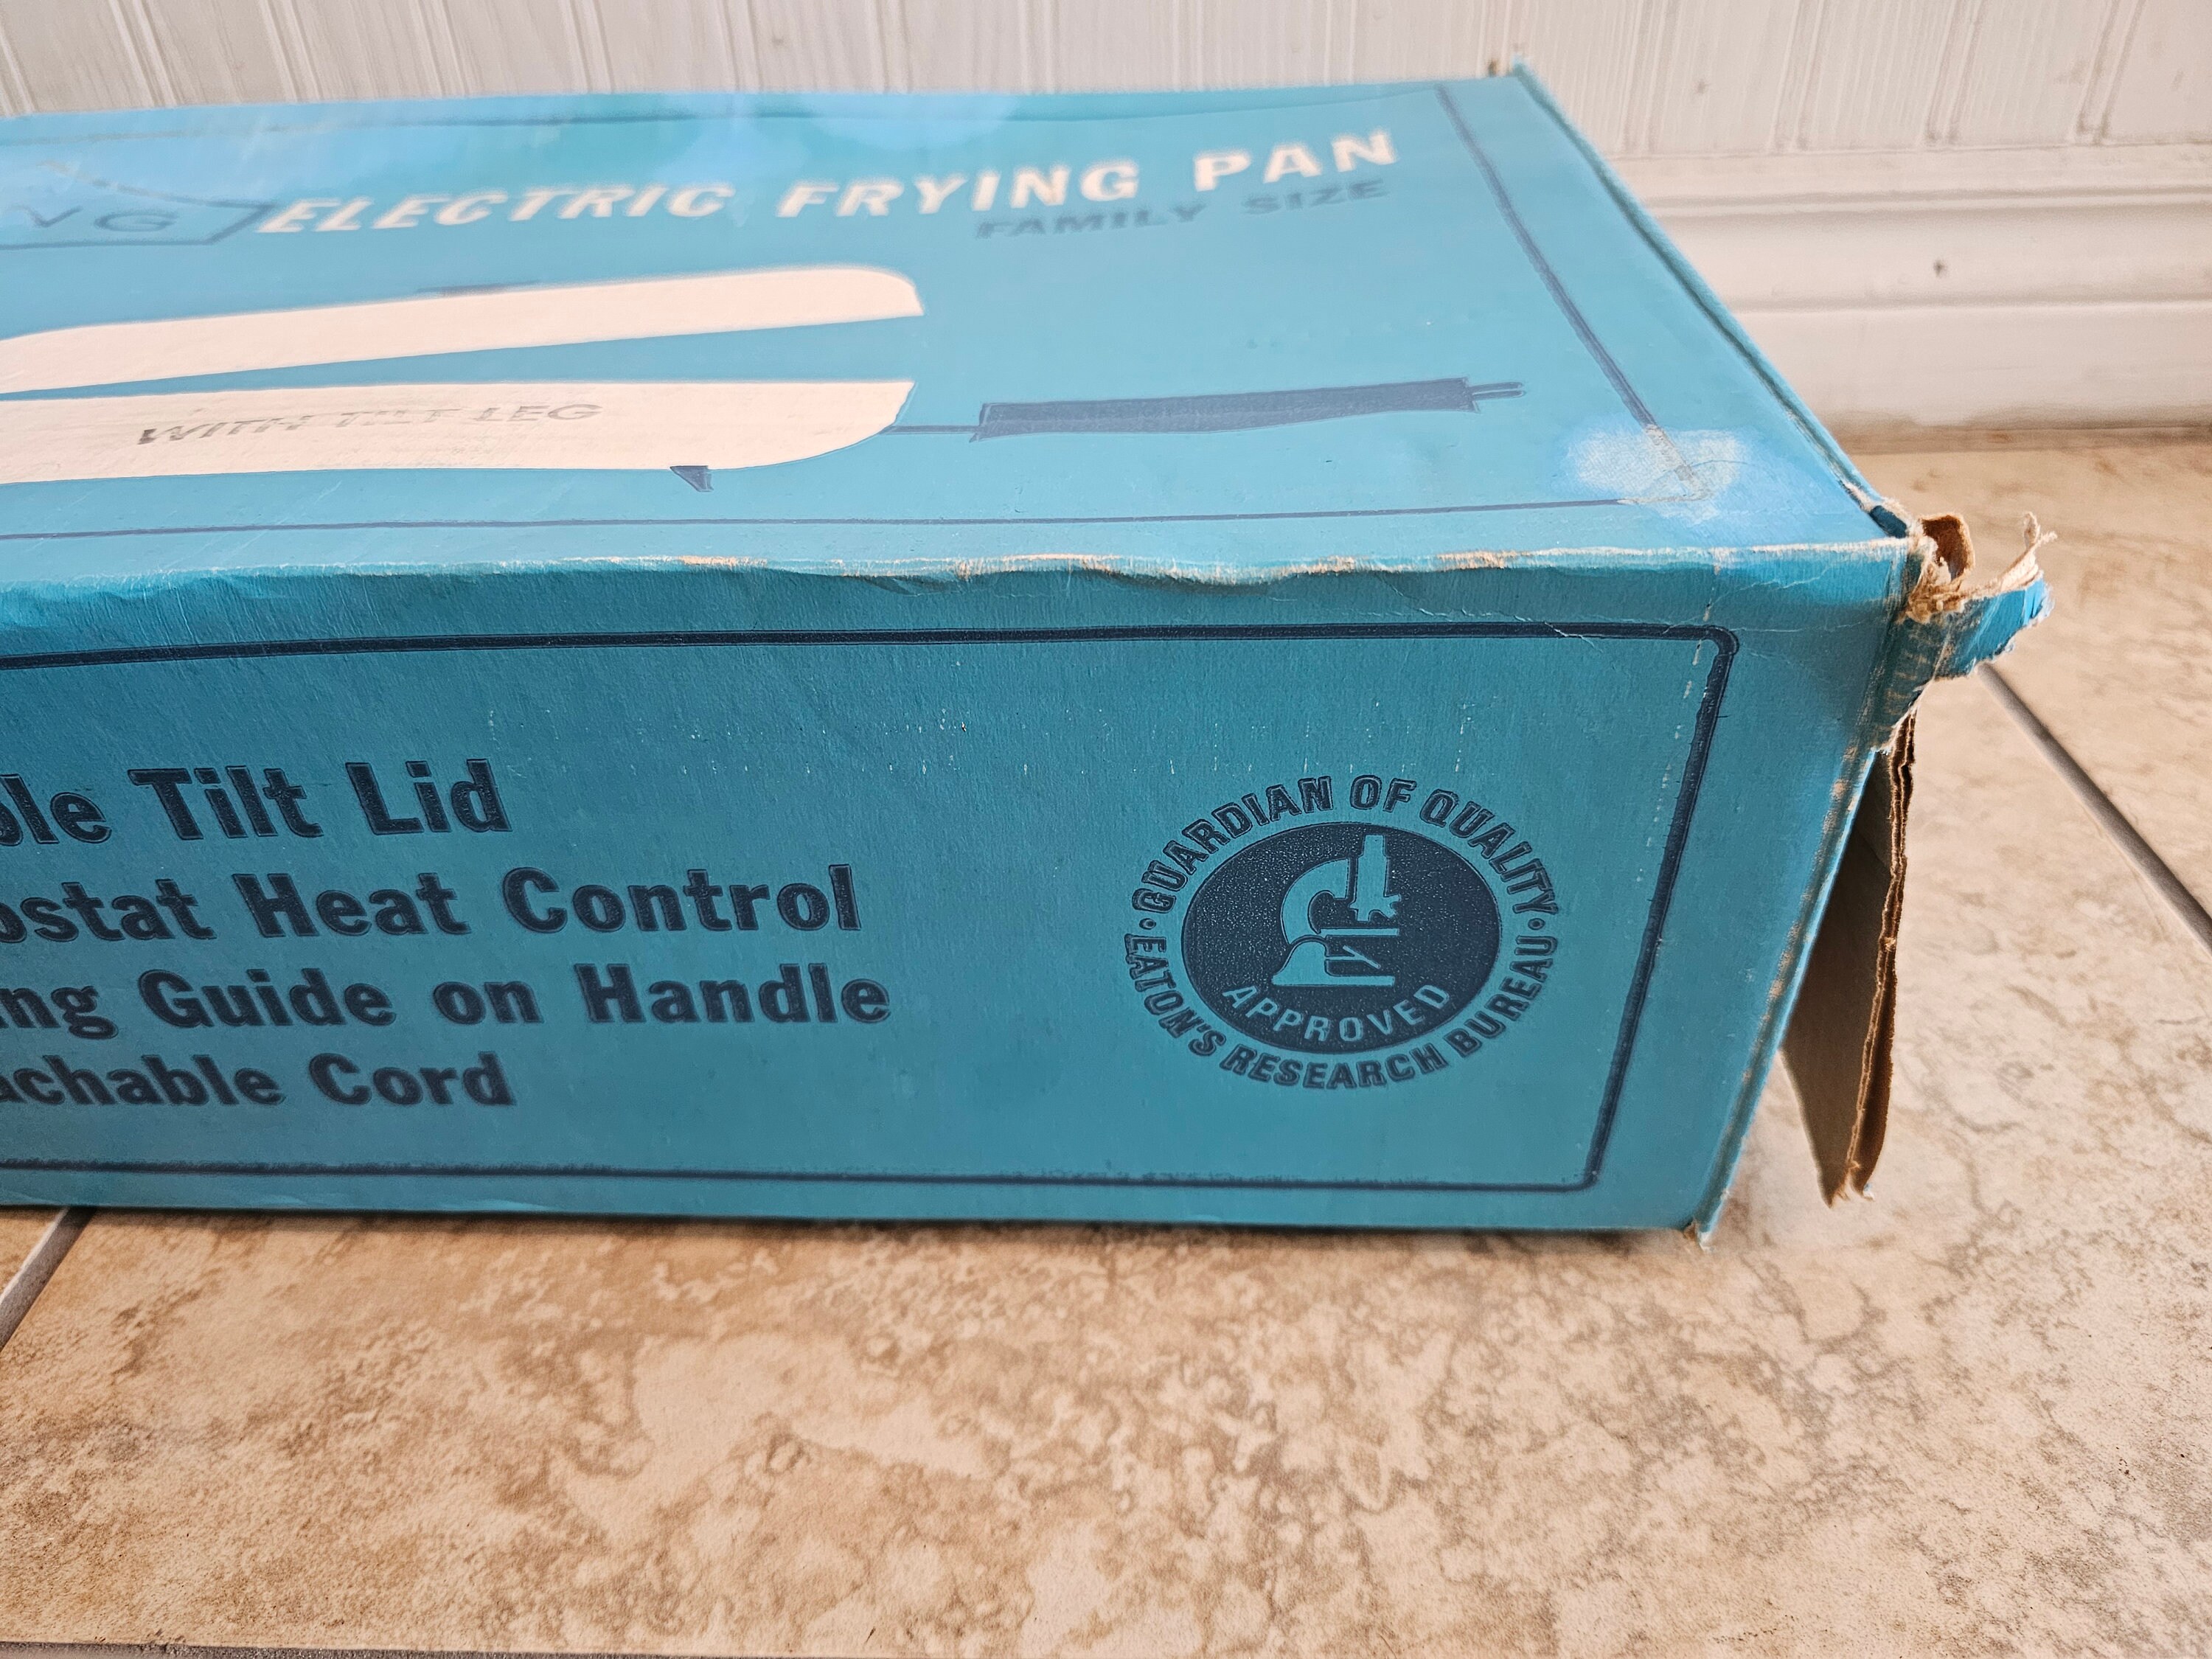 ELECTRIC FRYING PAN
FAMILY SIZE
WITH TILT LEG
Tilt Lid
Heat Control
Guide on Handle
Cord
• GUARDIAN OF QUALITY •
APPROVED
EATON'S RESEARCH BUREAU